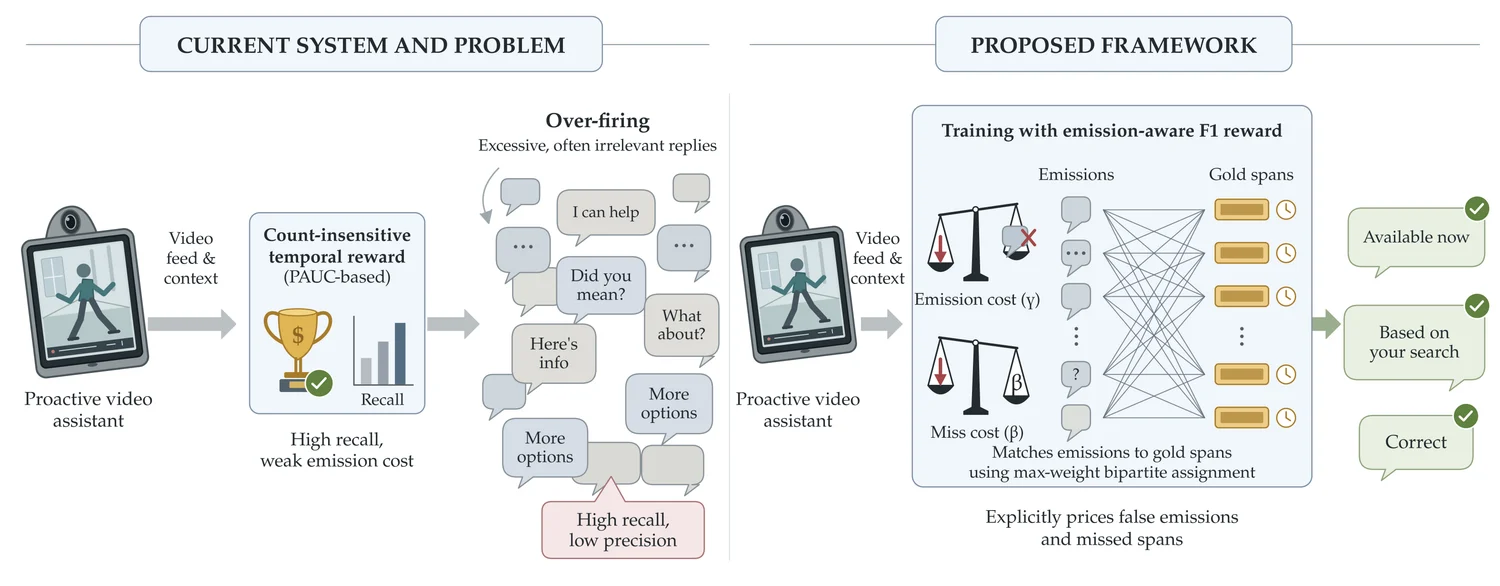 CURRENT SYSTEM AND PROBLEM
Video
feed &
context
Proactive video
assistant
Count-insensitive
temporal reward
(PAUC-based)
$
Recall
High recall,
weak emission cost
Over-firing
Excessive, often irrelevant replies
I can help
...
...
Did you
mean?
What
about?
Here's
info
More
options
More
options
High recall,
low precision
PROPOSED FRAMEWORK
Video
feed &
context
Proactive video
assistant
Training with emission-aware F1 reward
Emissions
Gold spans
Emission cost (γ)
...
?
β
Miss cost (β)
Matches emissions to gold spans
using max-weight bipartite assignment
Explicitly prices false emissions
and missed spans
Available now
Based on
your search
Correct